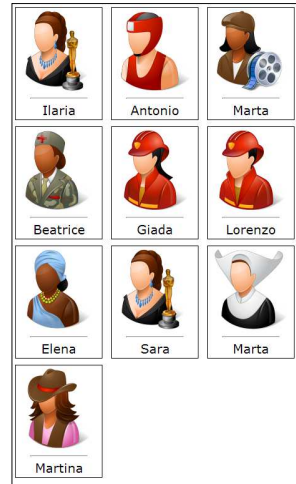 Ilaria
Antonio
Marta
Beatrice
Giada
Lorenzo
Elena
Sara
Marta
Martina